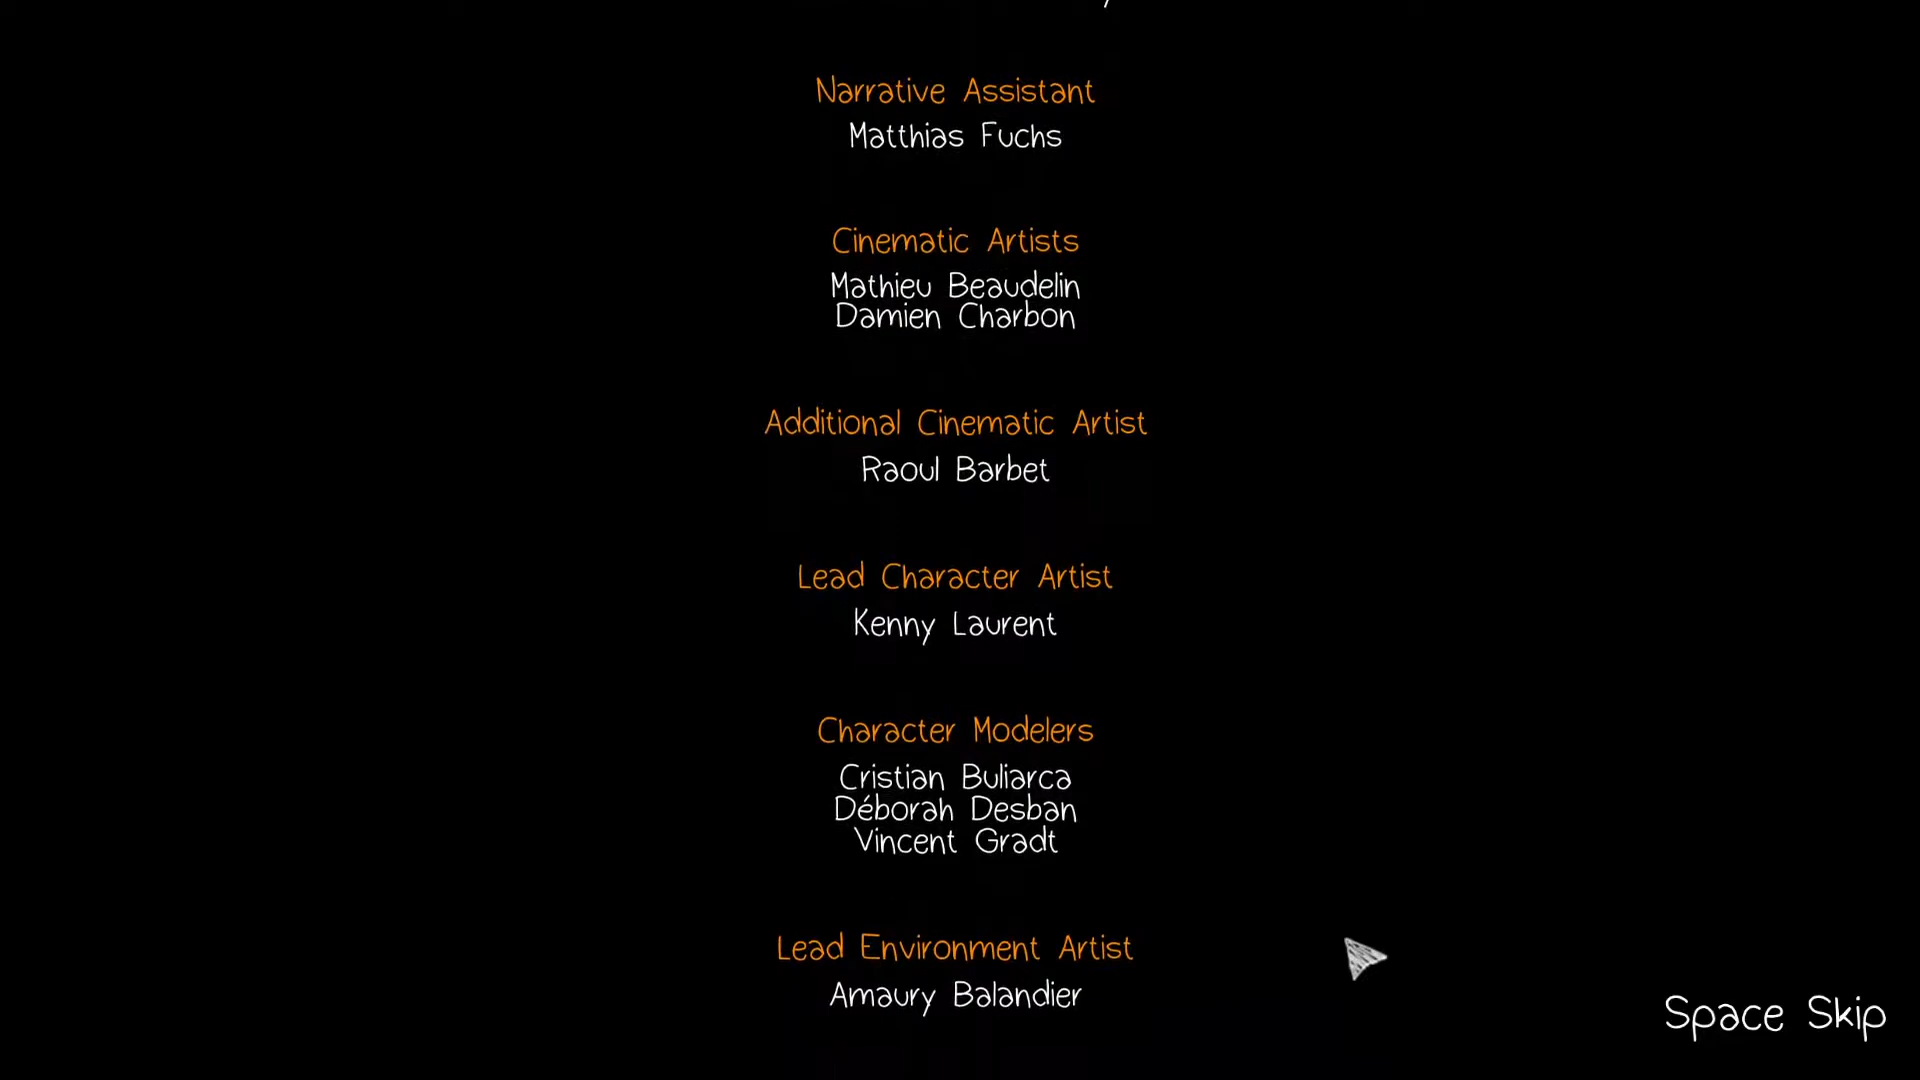 Narrative Assistant
Matthias Fuchs
Cinematic Artists
Mathieu Beaudelin
Damien Charbon
Additional Cinematic Artist
Raoul Barbet
Lead Character Artist
Kenny Laurent
Character Modelers
Cristian Buliarca
Déborah Desban
Vincent Gradt
Lead Environment Artist
Amaury Balandier
Space Skip